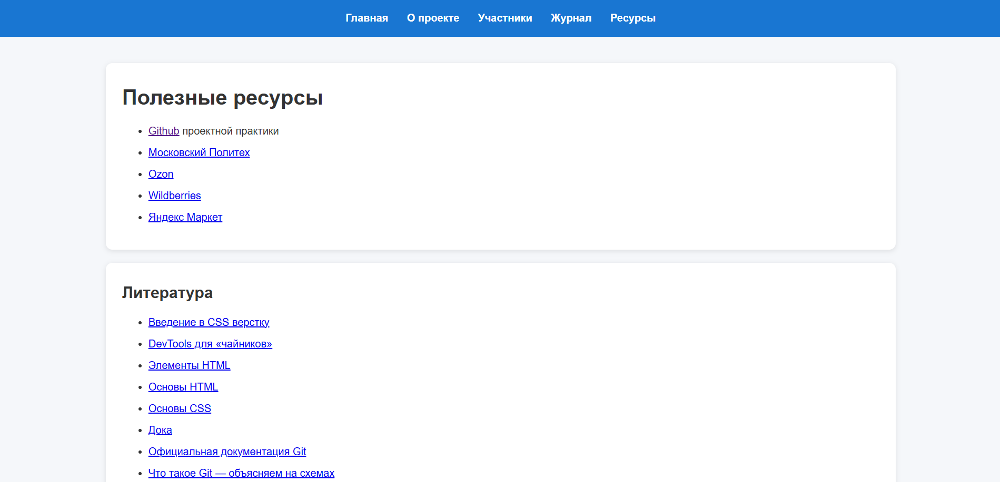 Главная О проекте Участники Журнал Ресурсы
Полезные ресурсы
Github проектной практики
Московский Политех
Ozon
Wildberries
Яндекс Маркет
Литература
Введение в CSS верстку
DevTools для «чайников»
Элементы HTML
Основы HTML
Основы CSS
Дока
Официальная документация Git
Что такое Git — объясняем на схемах